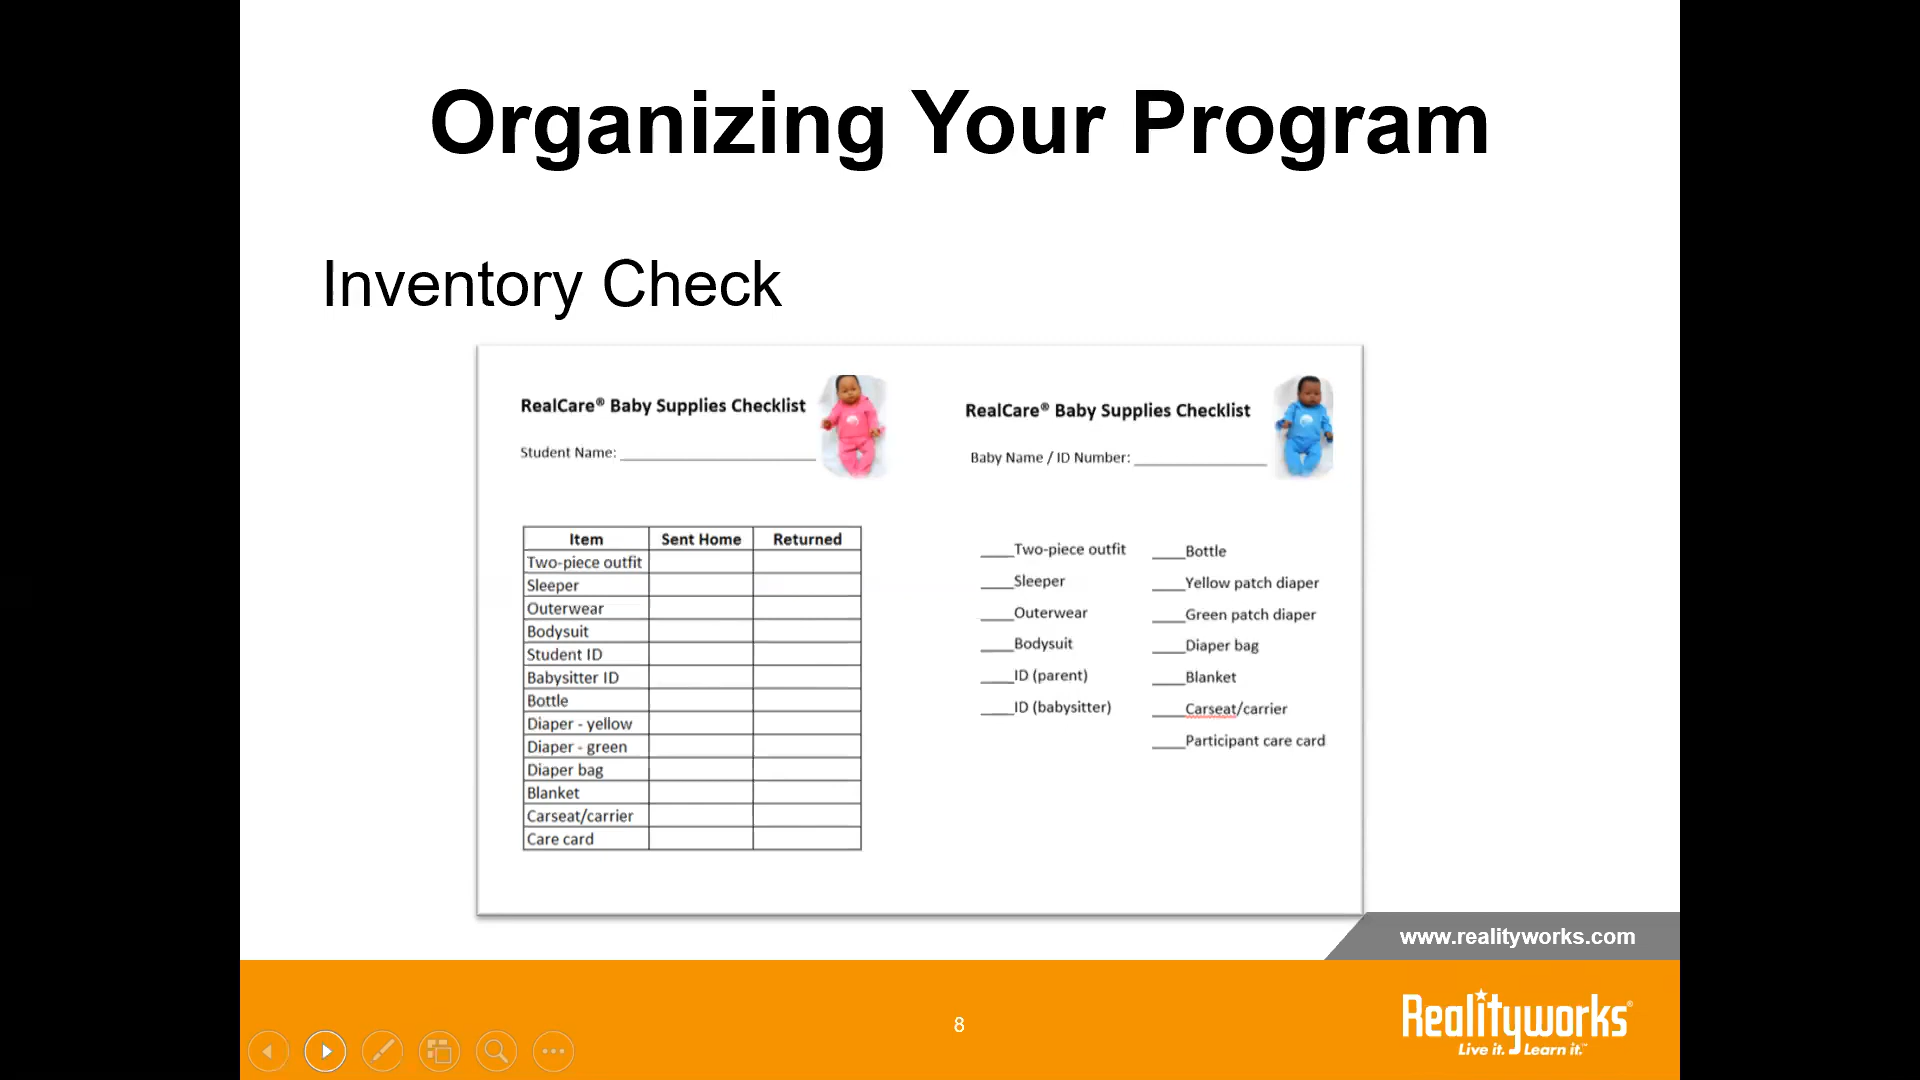 Organizing Your Program
Inventory Check
RealCare® Baby Supplies Checklist
Student Name: ____________________
Item Sent Home Returned
Two-piece outfit
Sleeper
Outerwear
Bodysuit
Student ID
Babysitter ID
Bottle
Diaper - yellow
Diaper - green
Diaper bag
Blanket
Carseat/carrier
Care card
RealCare® Baby Supplies Checklist
Baby Name / ID Number: ______________
____Two-piece outfit
____Sleeper
____Outerwear
____Bodysuit
____ID (parent)
____ID (babysitter)
____Bottle
____Yellow patch diaper
____Green patch diaper
____Diaper bag
____Blanket
____Carseat/carrier
____Participant care card
www.realityworks.com
8
Realityworks®
Live it. Learn it.™